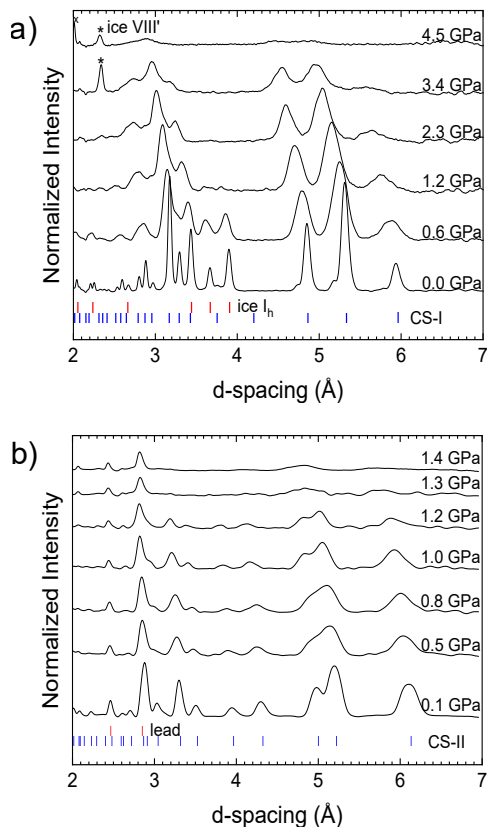 a)
x
* ice VIII'
4.5 GPa
*
3.4 GPa
2.3 GPa
1.2 GPa
0.6 GPa
0.0 GPa
ice Ih
CS-I
2 3 4 5 6 7
d-spacing (Å)
Normalized Intensity
b)
1.4 GPa
1.3 GPa
1.2 GPa
1.0 GPa
0.8 GPa
0.5 GPa
0.1 GPa
lead
CS-II
2 3 4 5 6 7
d-spacing (Å)
Normalized Intensity